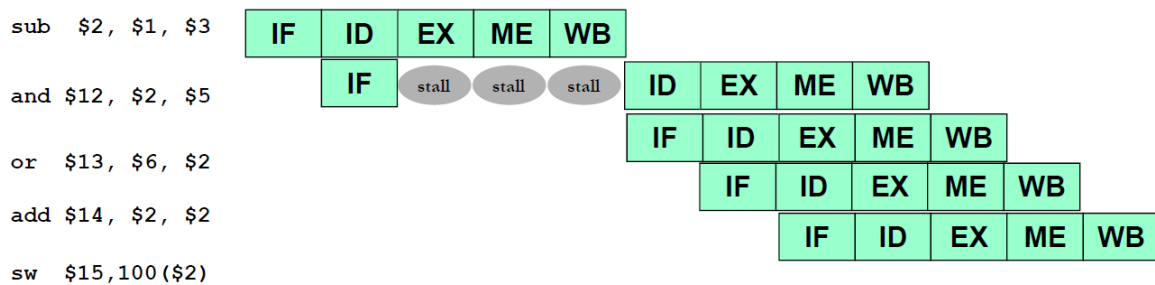 sub $2, $1, $3 IF ID EX ME WB
and $12, $2, $5 IF stall stall stall ID EX ME WB
or $13, $6, $2 IF ID EX ME WB
add $14, $2, $2 IF ID EX ME WB
sw $15,100($2) IF ID EX ME WB